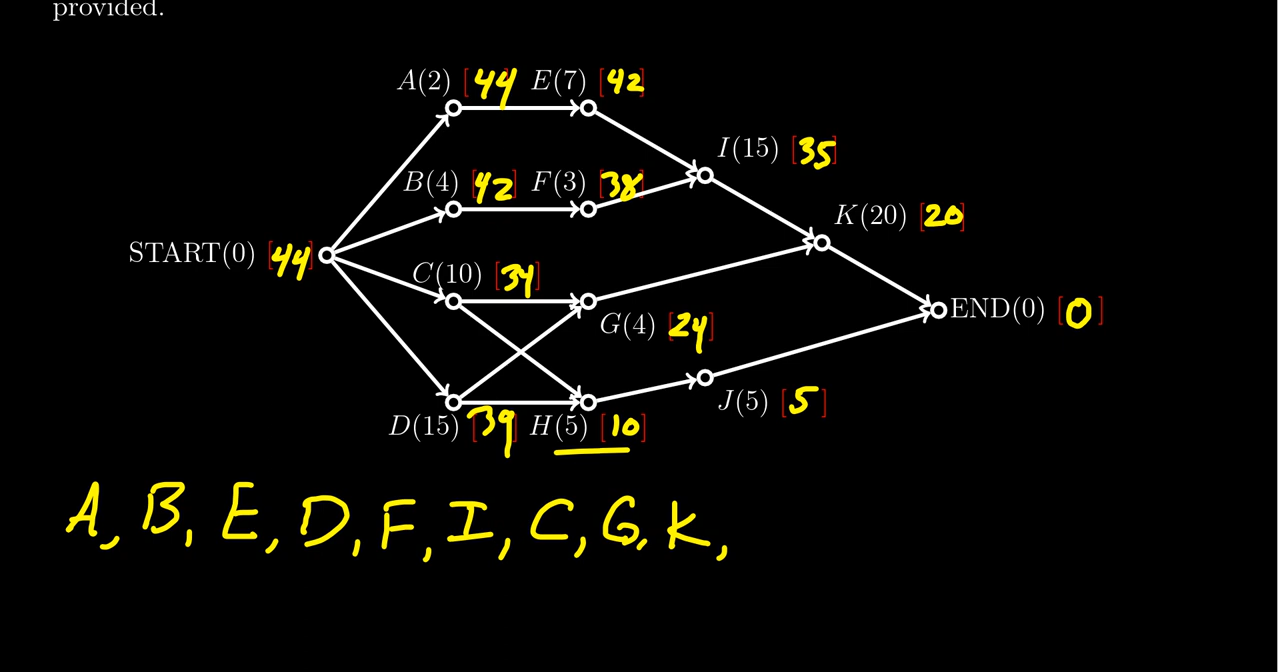 provided.
A(2) [44] E(7) [42]
I(15) [35]
B(4) [42] F(3) [38]
K(20) [20]
START(0) [44]
C(10) [34]
END(0) [0]
G(4) [24]
J(5) [5]
D(15) [39] H(5) [10]
A, B, E, D, F, I, C, G, K,